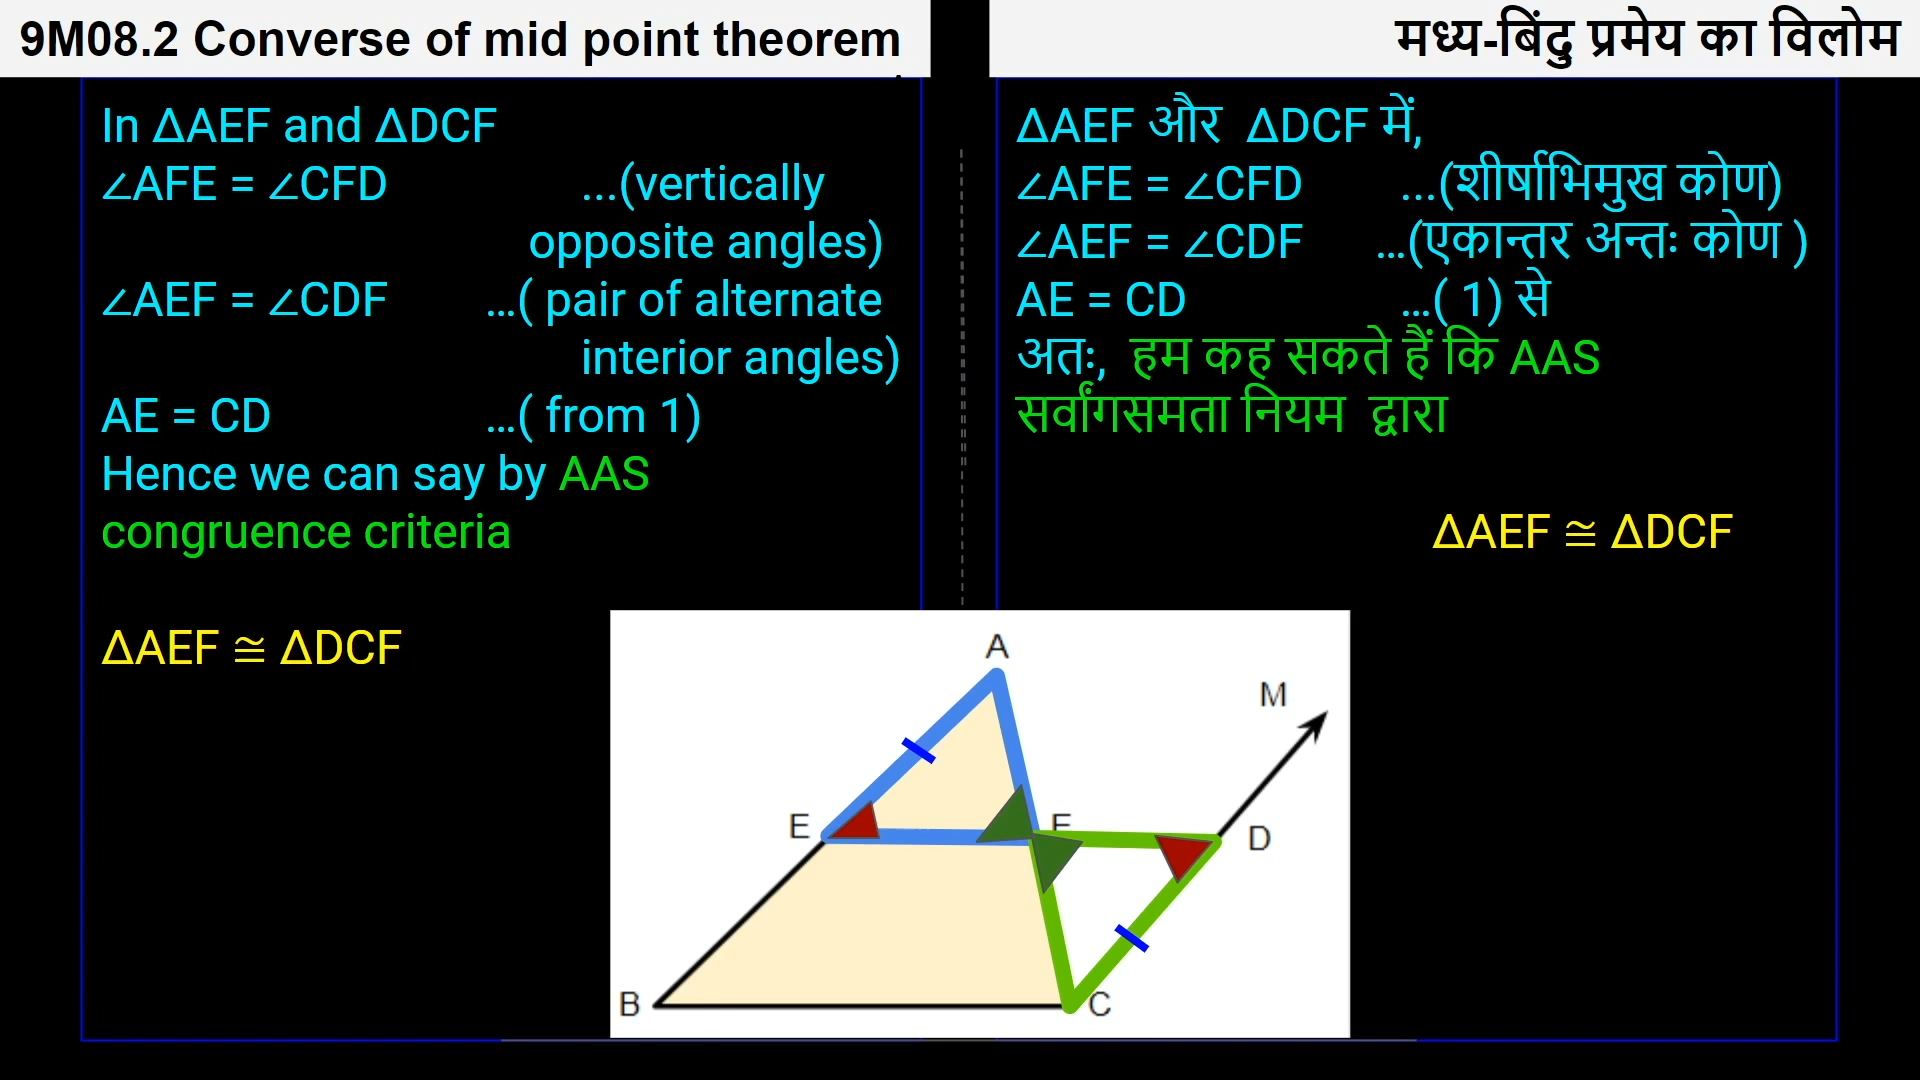 9M08.2 Converse of mid point theorem
मध्य-बिंदु प्रमेय का विलोम
In ΔAEF and ΔDCF
∠AFE = ∠CFD ...(vertically
opposite angles)
∠AEF = ∠CDF ...( pair of alternate
interior angles)
AE = CD ...( from 1)
Hence we can say by AAS
congruence criteria
ΔAEF ≅ ΔDCF
ΔAEF और ΔDCF में,
∠AFE = ∠CFD ...(शीर्षाभिमुख कोण)
∠AEF = ∠CDF ...(एकान्तर अन्तः कोण )
AE = CD ...( 1) से
अतः, हम कह सकते हैं कि AAS
सर्वांगसमता नियम द्वारा
ΔAEF ≅ ΔDCF
A
M
E
F
D
B
C